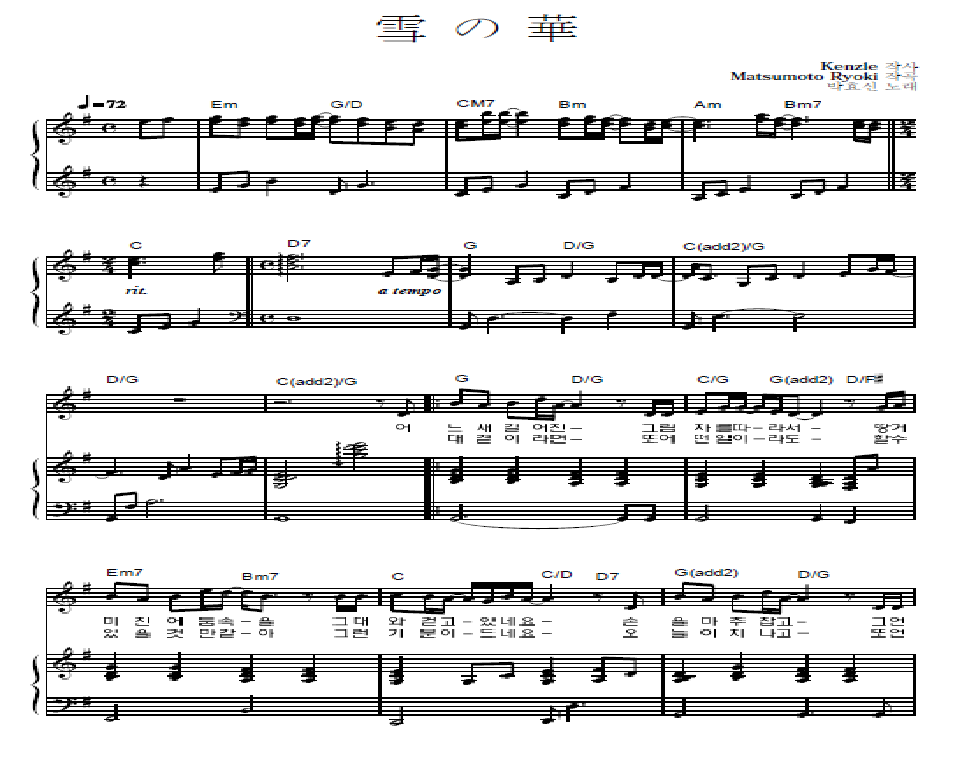 雪の華
Kenzie 작사
Matsumoto Ryoki 작곡
박효신 노래
♩=72
Em G/D CM7 Bm Am Bm7
C D7 G D/G C(add2)/G
rit. a tempo
D/G C(add2)/G G D/G C/G G(add2) D/F#
어 느 새 길 어진- 그림 자를따-라서- 땅거
대 곁 이 라면- 또어 떤일이-라도- 할수
Em7 Bm7 C C/D D7 G(add2) D/G
미 진 어 둠속-을 그대 와 걷고-있네요- 손 을 마 주 잡고- 그언
있 을 것 만같-아 그런 기 분이-드네요- 오 늘 이 지 나고- 또언